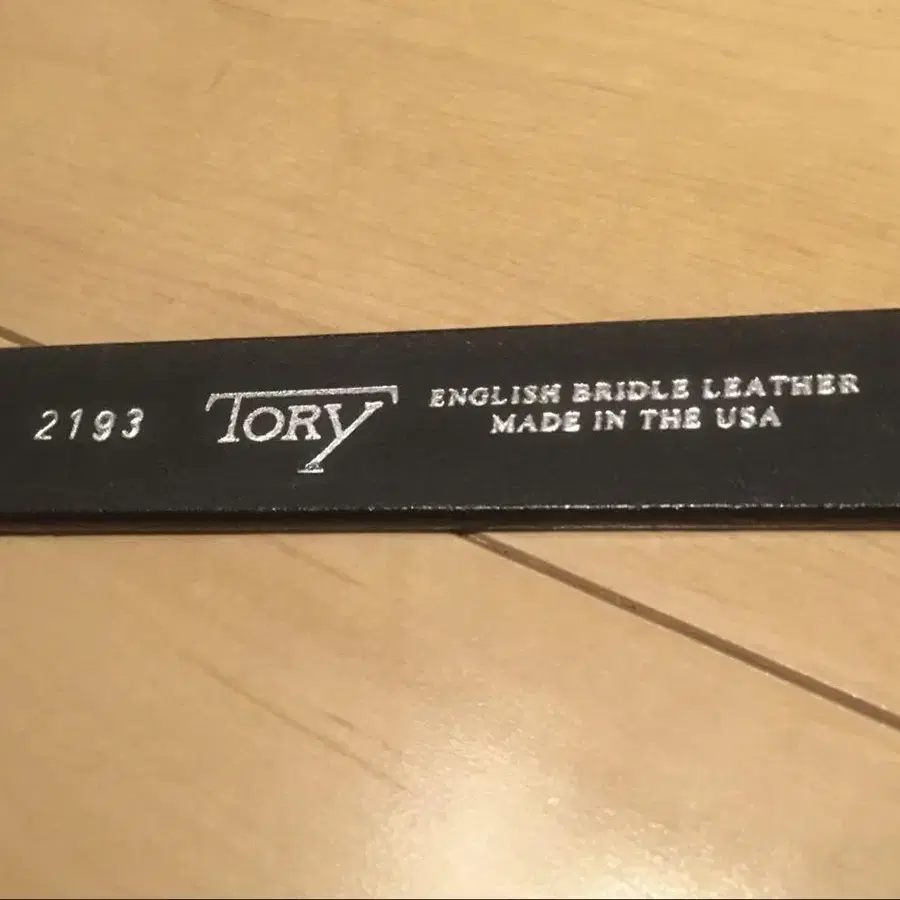 2193 TORY ENGLISH BRIDLE LEATHER
MADE IN THE USA